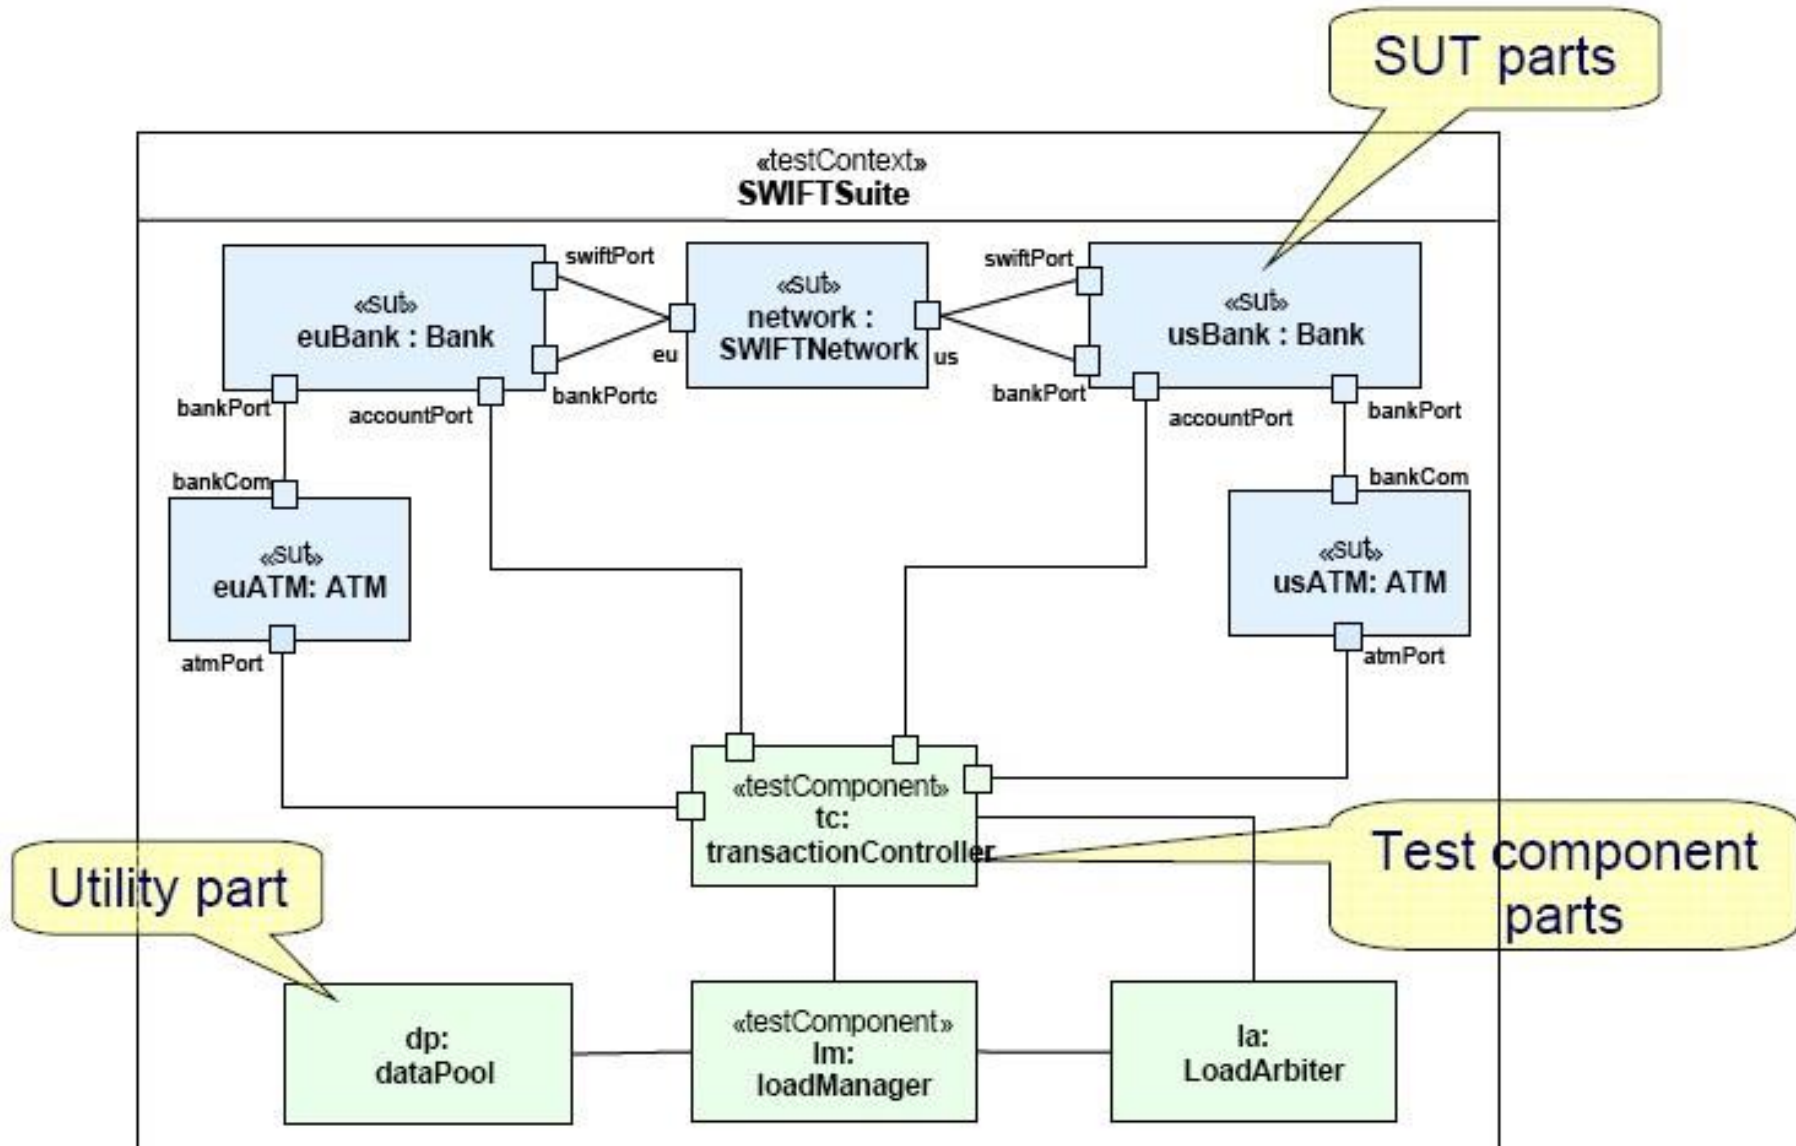 SUT parts
«testContext»
SWIFTSuite
swiftPort
«sut»
euBank : Bank
bankPortc
bankPort
accountPort
eu
«sut»
network :
SWIFTNetwork
us
swiftPort
bankPort
«sut»
usBank : Bank
accountPort
bankPort
bankCom
«sut»
euATM: ATM
atmPort
bankCom
«sut»
usATM: ATM
atmPort
«testComponent»
tc:
transactionController
Test component
parts
Utility part
dp:
dataPool
«testComponent»
lm:
loadManager
la:
LoadArbiter